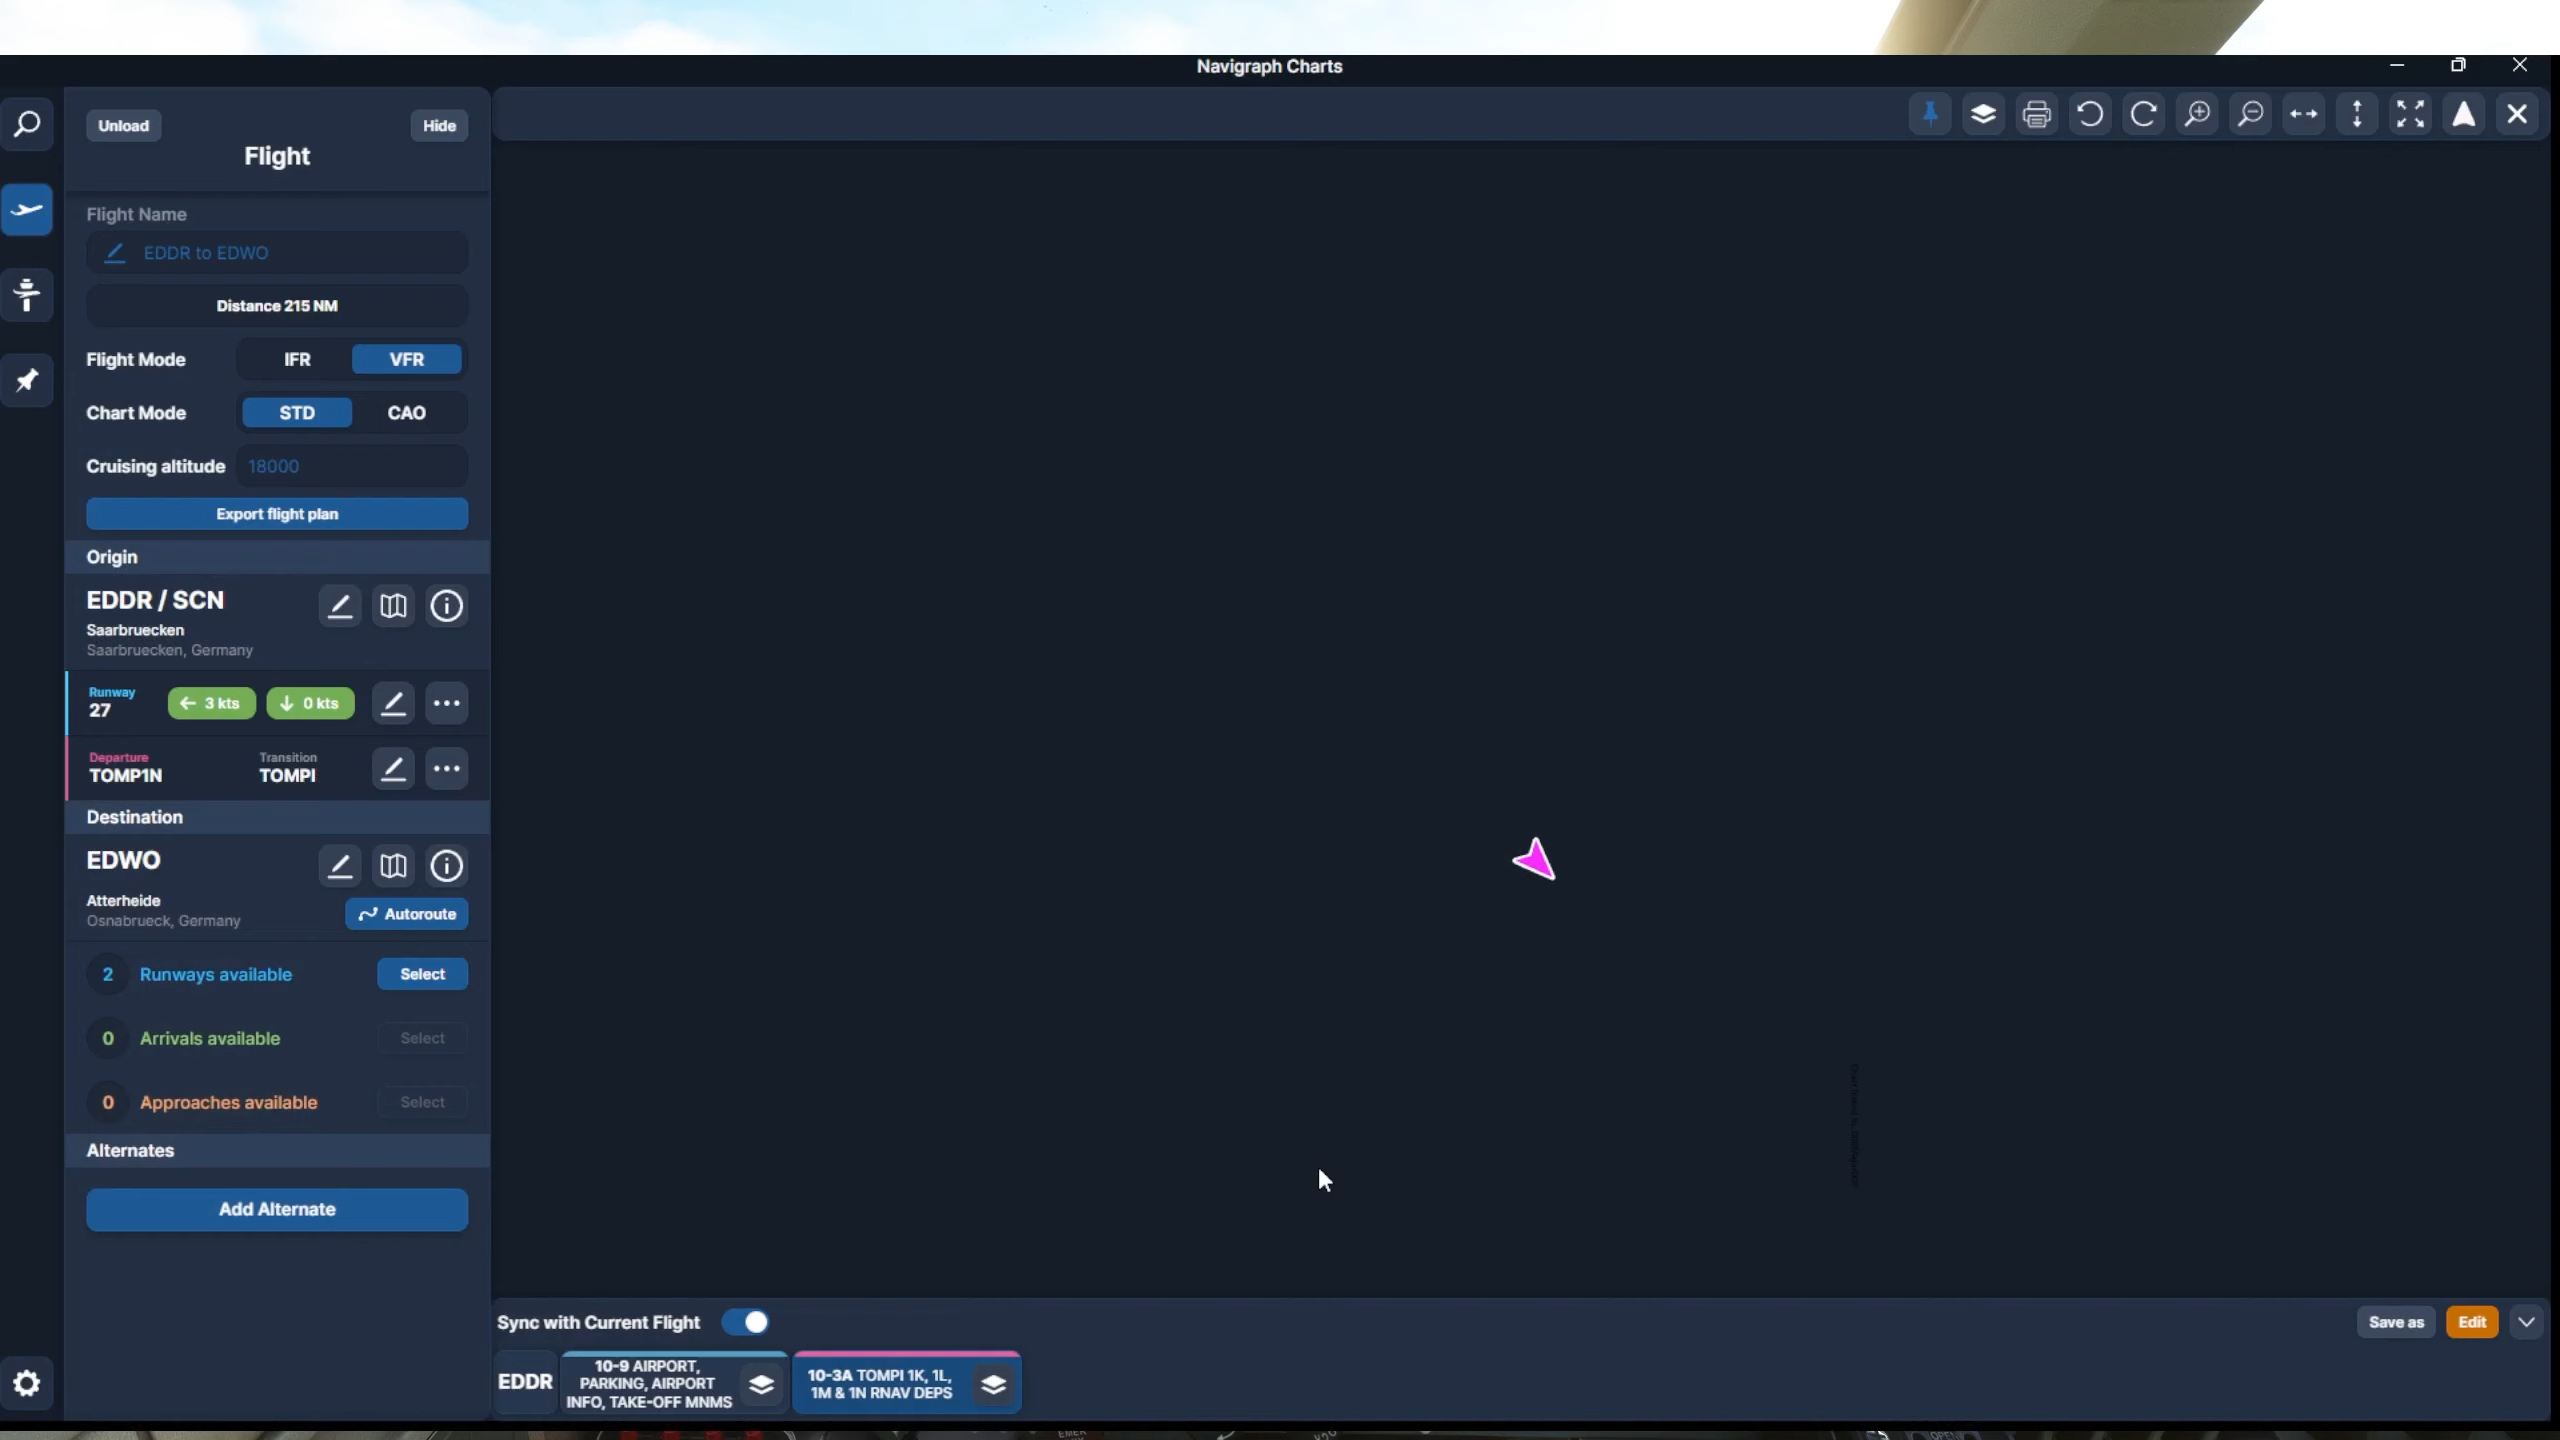 Navigraph Charts
Unload
Hide
Flight
Flight Name
EDDR to EDWO
Distance 215 NM
Flight Mode
IFR
VFR
Chart Mode
STD
CAO
Cruising altitude
18000
Export flight plan
Origin
EDDR / SCN
Saarbruecken
Saarbruecken, Germany
Runway
27
3 kts
0 kts
Departure
TOMP1N
Transition
TOMPI
Destination
EDWO
Atterheide
Osnabrueck, Germany
Autoroute
2
Runways available
Select
0
Arrivals available
Select
0
Approaches available
Select
Alternates
Add Alternate
Sync with Current Flight
Save as
Edit
EDDR
10-9 AIRPORT,
PARKING, AIRPORT
INFO, TAKE-OFF MNMS
10-3A TOMPI 1K, 1L,
1M & 1N RNAV DEPS